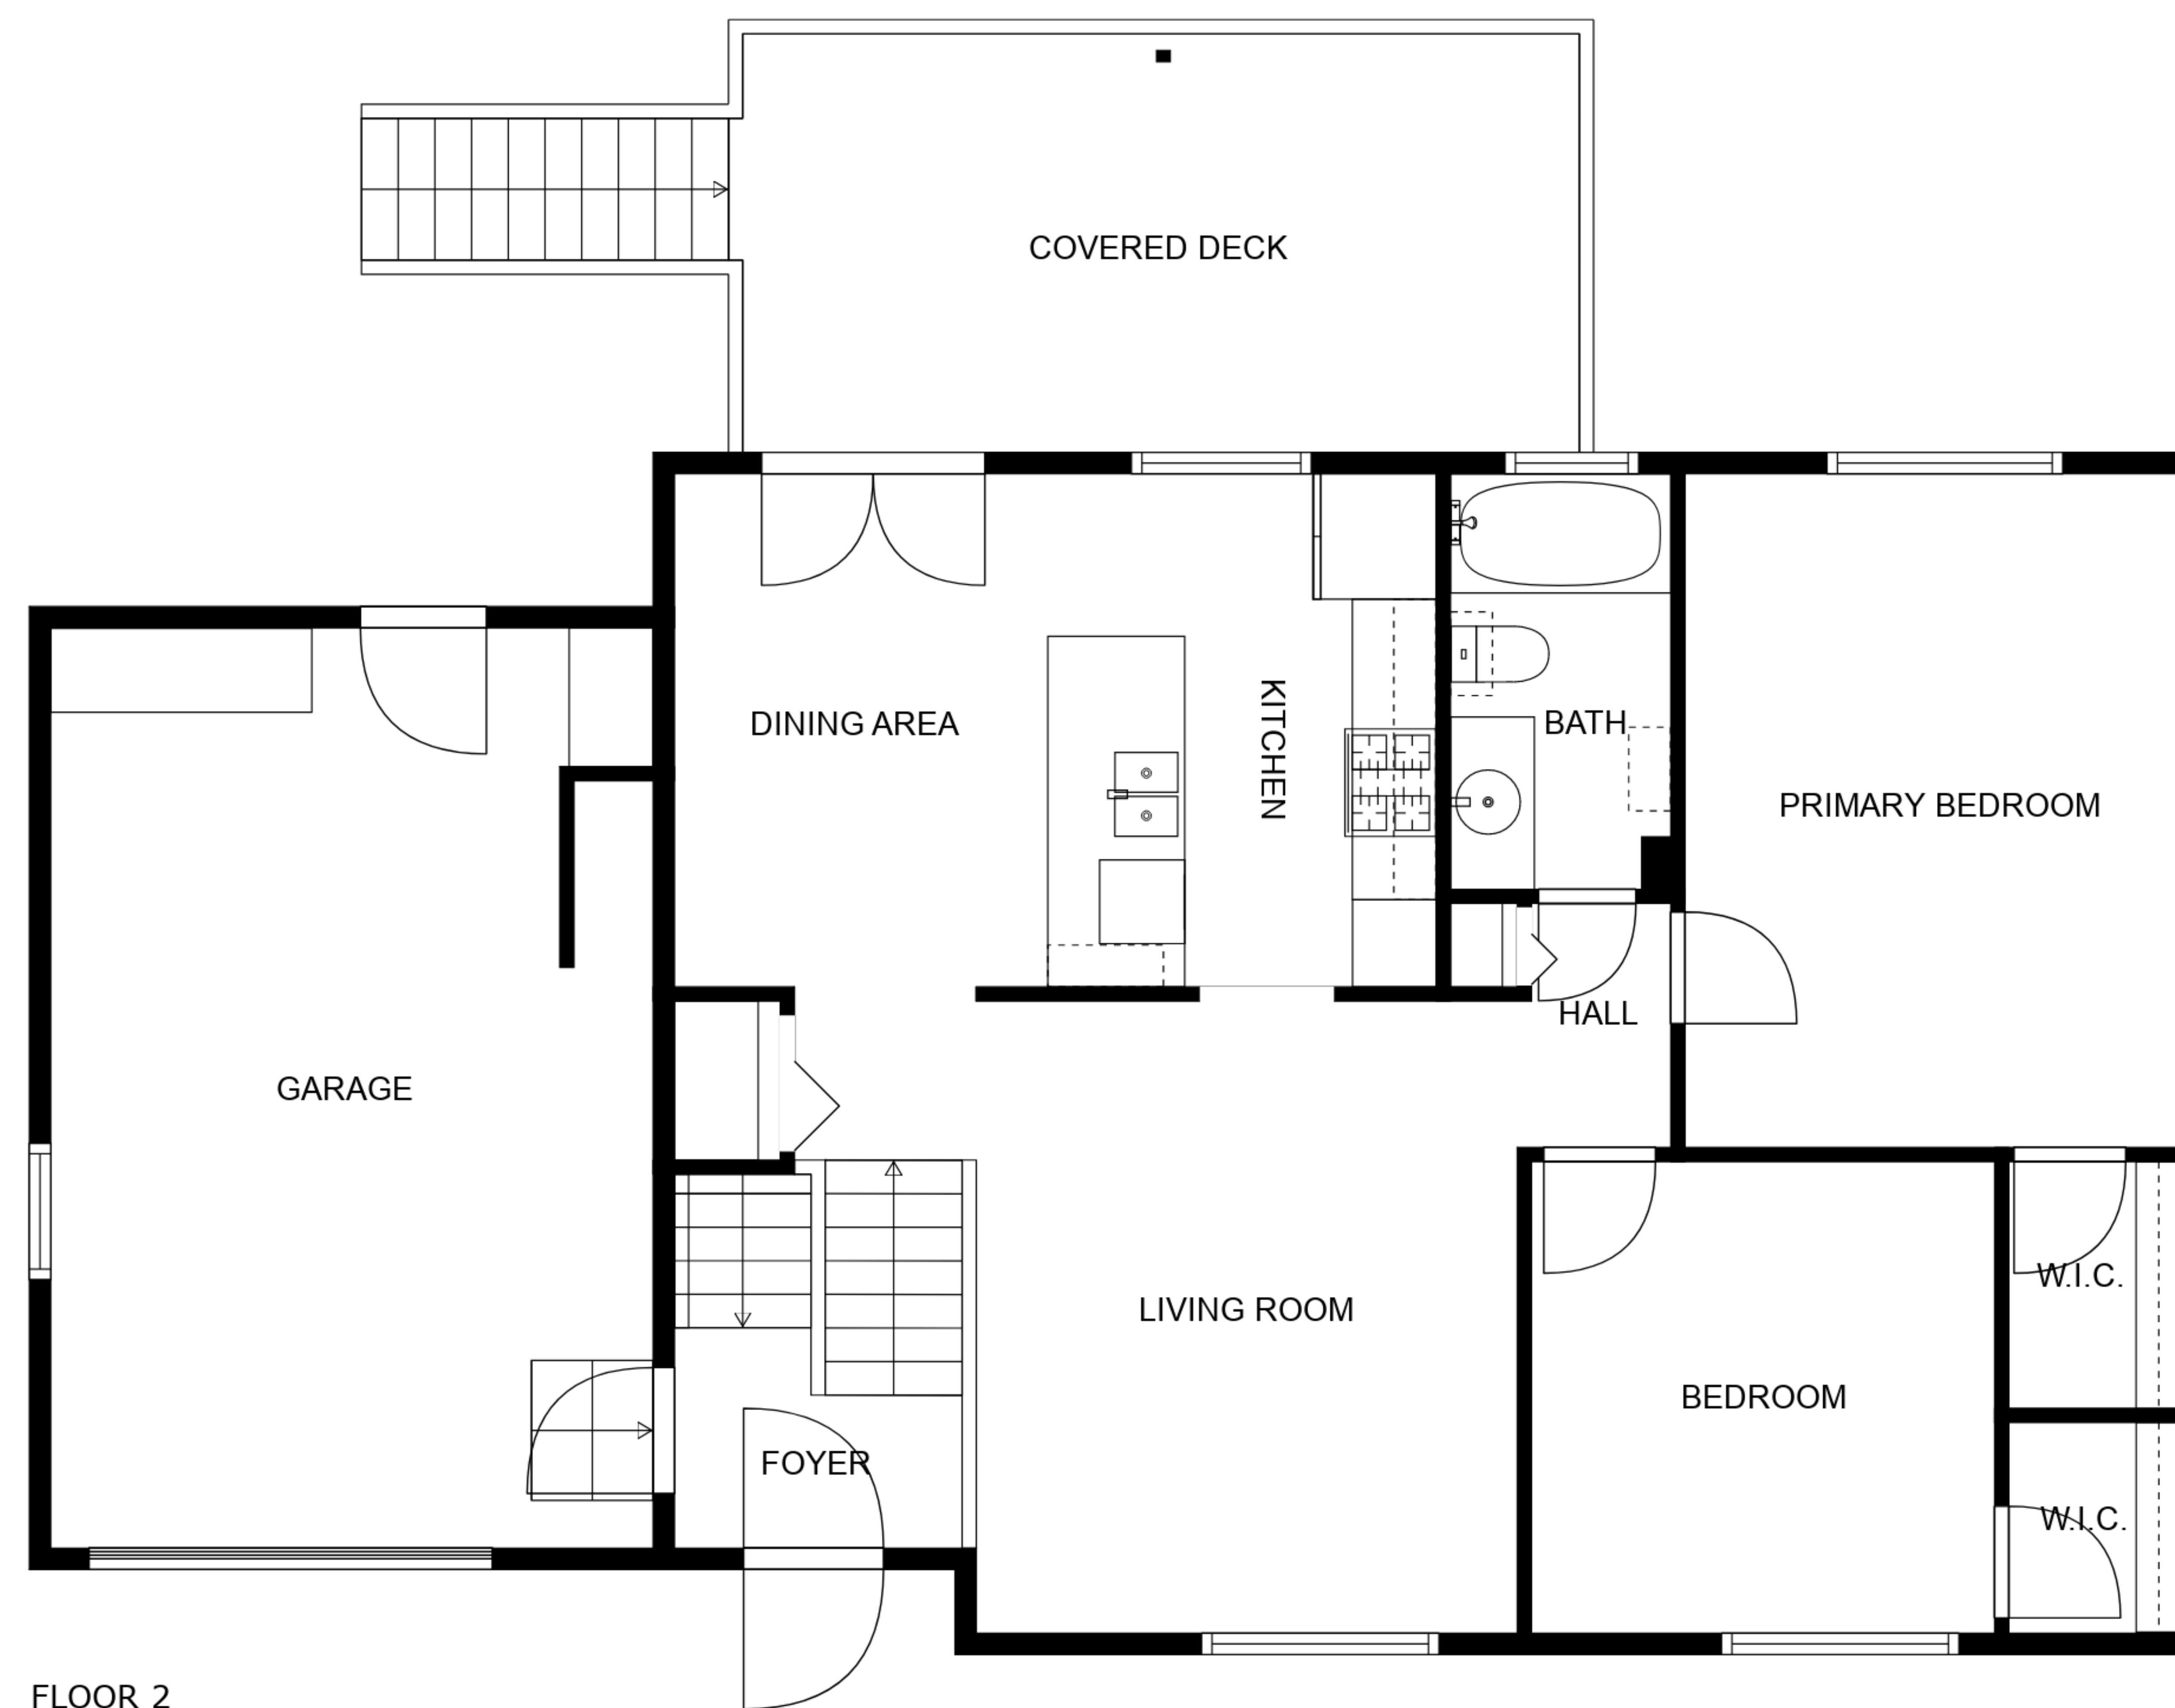 COVERED DECK
DINING AREA
KITCHEN
BATH
PRIMARY BEDROOM
HALL
GARAGE
W.I.C.
LIVING ROOM
BEDROOM
FOYER
W.I.C.
FLOOR 2